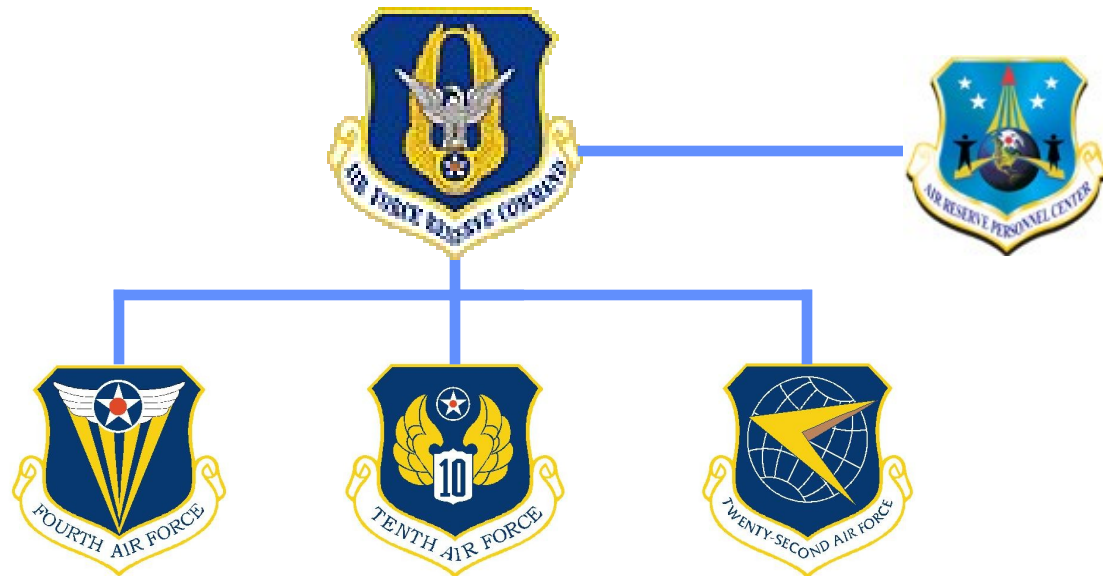 AIR FORCE RESERVE COMMAND
AIR RESERVE PERSONNEL CENTER
10
FOURTH AIR FORCE
TENTH AIR FORCE
TWENTY-SECOND AIR FORCE